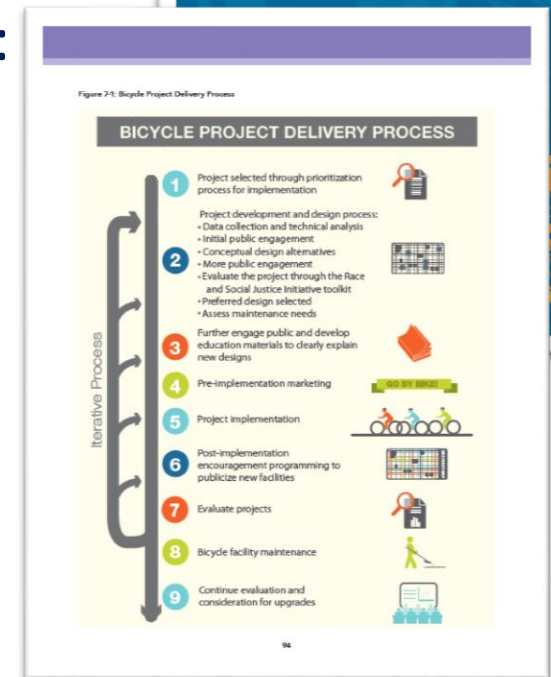 :
Figure 7-1: Bicycle Project Delivery Process
BICYCLE PROJECT DELIVERY PROCESS
Iterative Process
1
Project selected through prioritization
process for implementation
2
Project development and design process:
• Data collection and technical analysis
• Initial public engagement
• Conceptual design alternatives
• More public engagement
• Evaluate the project through the Race
and Social Justice Initiative toolkit
• Preferred design selected
• Assess maintenance needs
3
Further engage public and develop
education materials to clearly explain
new designs
4
Pre-implementation marketing
GO BY BIKE!
5
Project implementation
6
Post-implementation
encouragement programming to
publicize new facilities
7
Evaluate projects
8
Bicycle facility maintenance
9
Continue evaluation and
consideration for upgrades
94